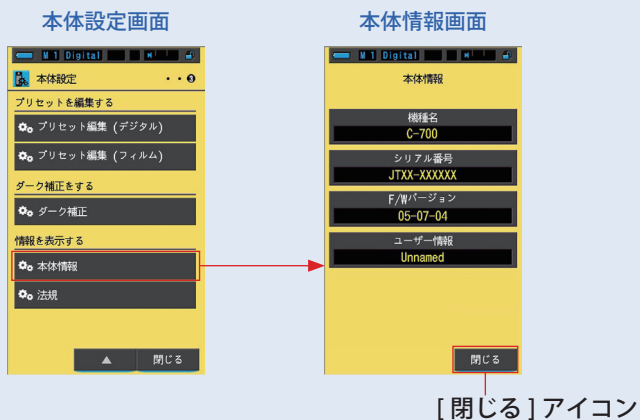 本体設定画面
M 1 Digital
本体設定
・・❸
プリセットを編集する
プリセット編集 (デジタル)
プリセット編集 (フィルム)
ダーク補正をする
ダーク補正
情報を表示する
本体情報
法規
▲ 閉じる
本体情報画面
M 1 Digital
本体情報
機種名
C-700
シリアル番号
JTXX-XXXXXX
F/Wバージョン
05-07-04
ユーザー情報
Unnamed
閉じる
[ 閉じる ] アイコン